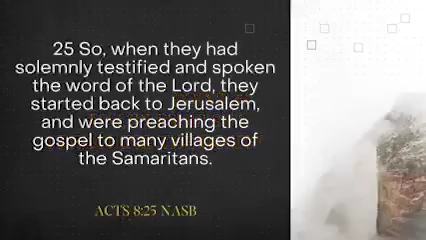 25 So, when they had
solemnly testified and spoken
the word of the Lord, they
started back to Jerusalem,
and were preaching the
gospel to many villages of
the Samaritans.
ACTS 8:25 NASB